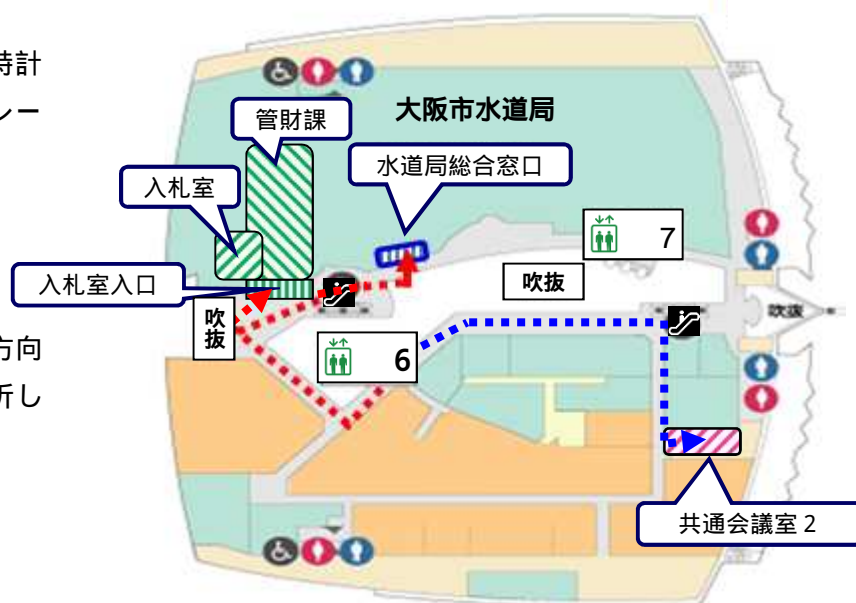 時計
レー
方向
折し
大阪市水道局
管財課
水道局総合窓口
入札室
7
入札室入口
吹抜
吹抜
吹抜
6
共通会議室2